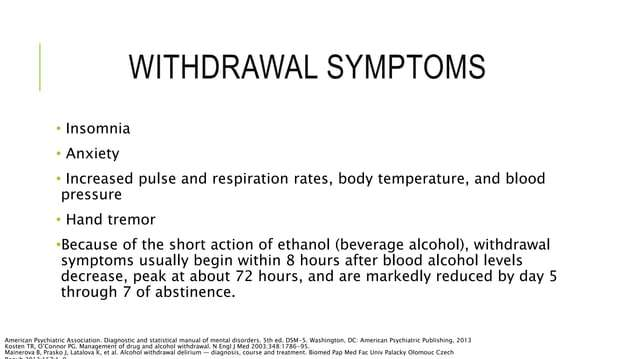 WITHDRAWAL SYMPTOMS
• Insomnia
• Anxiety
• Increased pulse and respiration rates, body temperature, and blood
pressure
• Hand tremor
•Because of the short action of ethanol (beverage alcohol), withdrawal
symptoms usually begin within 8 hours after blood alcohol levels
decrease, peak at about 72 hours, and are markedly reduced by day 5
through 7 of abstinence.
American Psychiatric Association. Diagnostic and statistical manual of mental disorders. 5th ed. DSM-5. Washington, DC: American Psychiatric Publishing, 2013
Kosten TR, O'Connor PG. Management of drug and alcohol withdrawal. N Engl J Med 2003;348:1786-95.
Mainerova B, Prasko J, Latalova K, et al. Alcohol withdrawal delirium — diagnosis, course and treatment. Biomed Pap Med Fac Univ Palacky Olomouc Czech